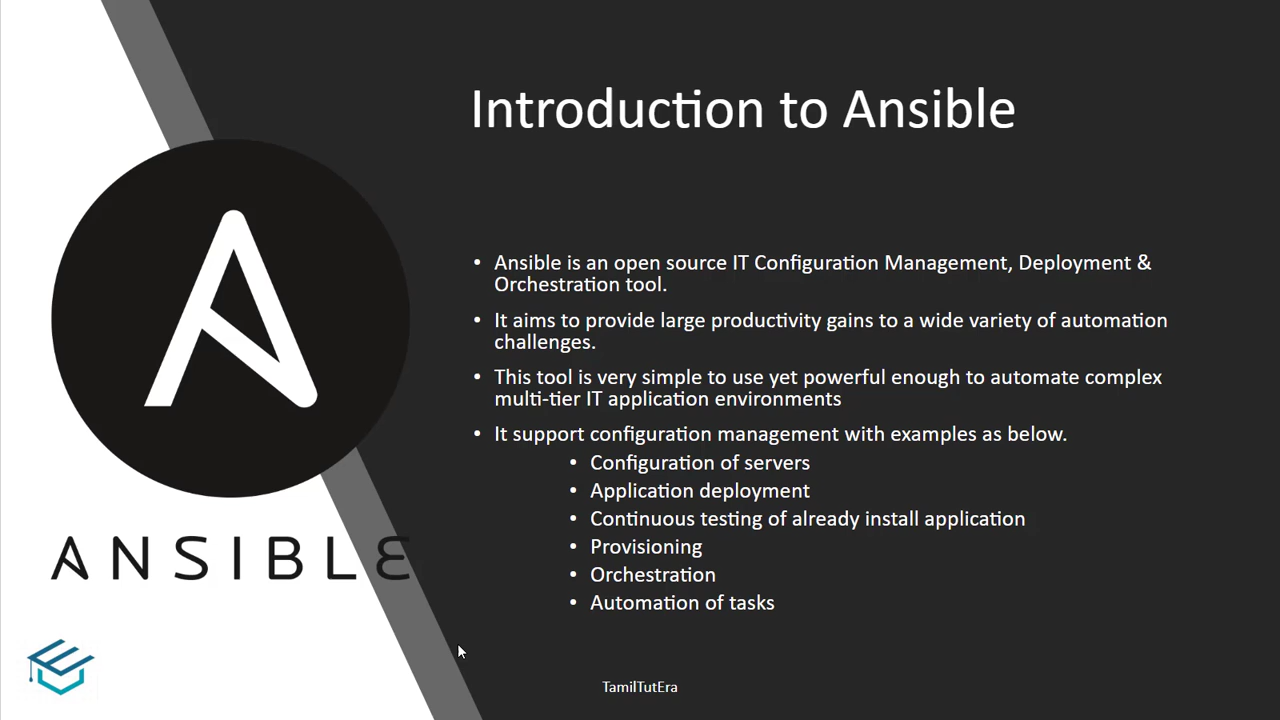 Introduction to Ansible
• Ansible is an open source IT Configuration Management, Deployment &
Orchestration tool.
• It aims to provide large productivity gains to a wide variety of automation
challenges.
• This tool is very simple to use yet powerful enough to automate complex
multi-tier IT application environments
• It support configuration management with examples as below.
• Configuration of servers
• Application deployment
• Continuous testing of already install application
• Provisioning
• Orchestration
• Automation of tasks
ANSIBLE
TamilTutEra